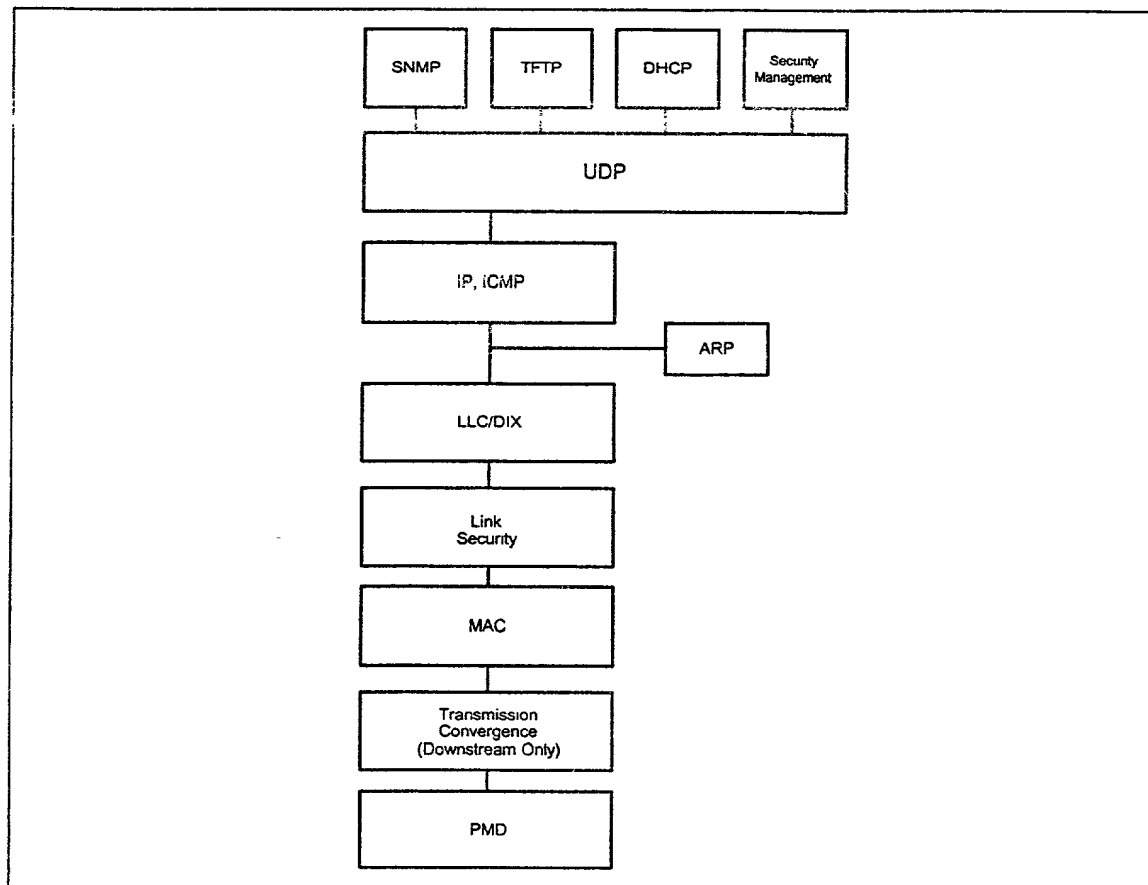 SNMP
TFTP
DHCP
Security
Management
UDP
IP, ICMP
ARP
LLC/DIX
Link
Security
MAC
Transmission
Convergence
(Downstream Only)
PMD